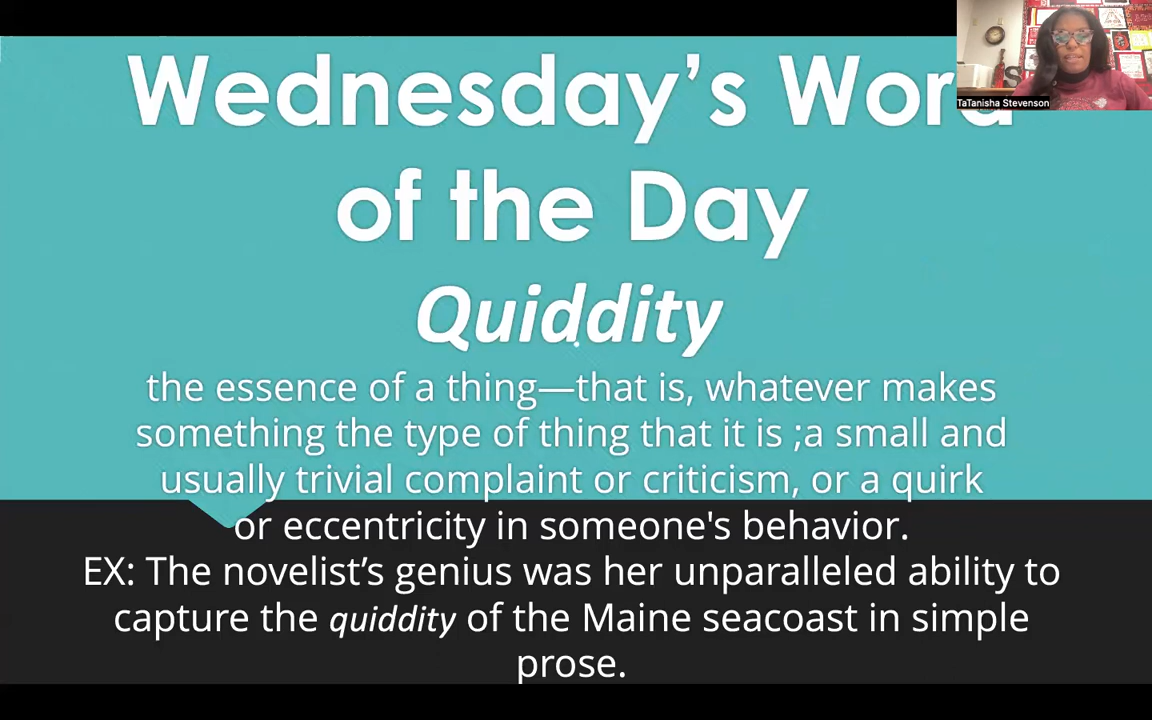 Wednesday’s Word
of the Day
Quiddity
the essence of a thing—that is, whatever makes
something the type of thing that it is ;a small and
usually trivial complaint or criticism, or a quirk
or eccentricity in someone's behavior.
EX: The novelist’s genius was her unparalleled ability to
capture the quiddity of the Maine seacoast in simple
prose.
TaTanisha Stevenson